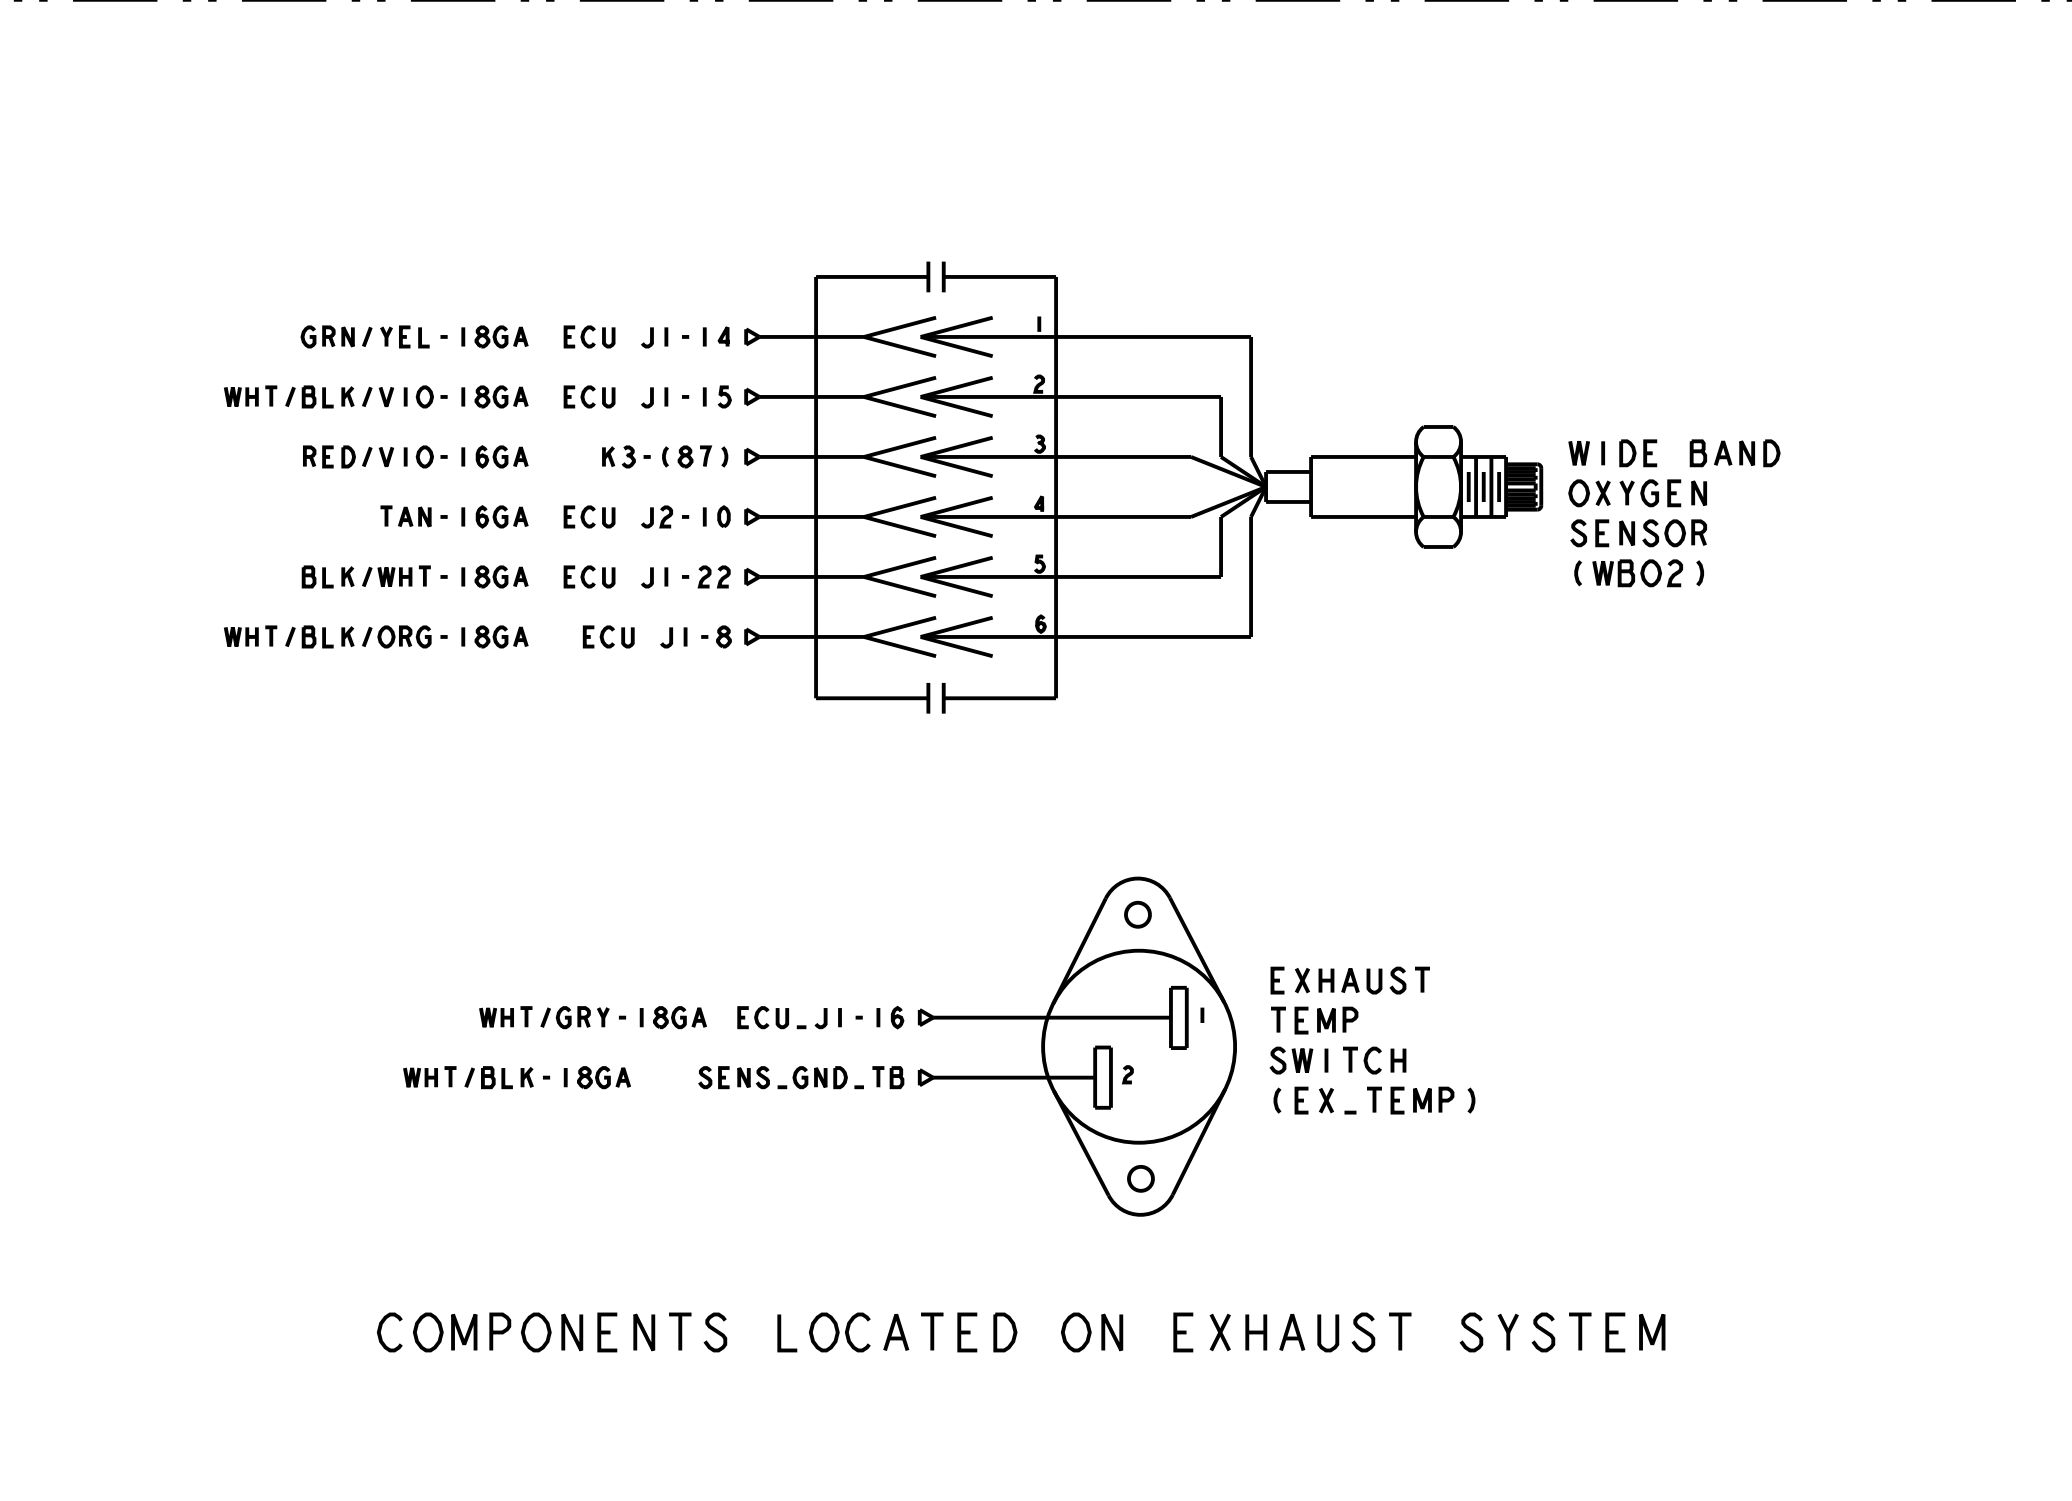 GRN/YEL-18GA ECU J1-14 1
WHT/BLK/VIO-18GA ECU J1-15 2
RED/VIO-16GA K3-(87) 3
TAN-16GA ECU J2-10 4
BLK/WHT-18GA ECU J1-22 5
WHT/BLK/ORG-18GA ECU J1-8 6
WIDE BAND
OXYGEN
SENSOR
(WBO2)
WHT/GRY-18GA ECU_J1-16 1
WHT/BLK-18GA SENS_GND_TB 2
EXHAUST
TEMP
SWITCH
(EX_TEMP)
COMPONENTS LOCATED ON EXHAUST SYSTEM